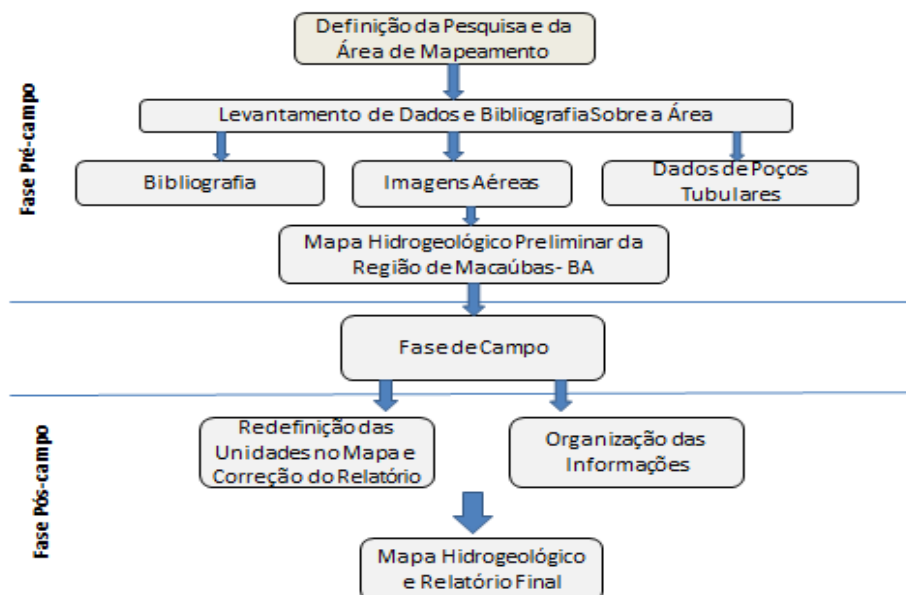 Definição da Pesquisa e da
Área de Mapeamento
Fase Pré-campo
Levantamento de Dados e Bibliografia Sobre a Área
Bibliografia
Imagens Aéreas
Dados de Poços
Tubulares
Mapa Hidrogeológico Preliminar da
Região de Macaúbas- BA
Fase de Campo
Fase Pós-campo
Redefinição das
Unidades no Mapa e
Correção do Relatório
Organização das
Informações
Mapa Hidrogeológico
e Relatório Final